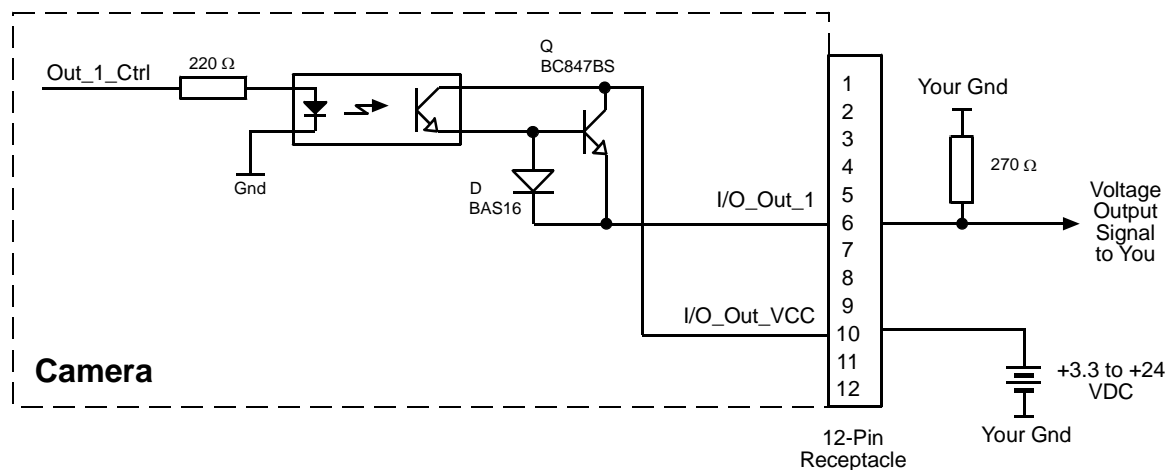 Out_1_Ctrl
220 Ω
Gnd
Q
BC847BS
D
BAS16
I/O_Out_1
I/O_Out_VCC
Camera
1
2
3
4
5
6
7
8
9
10
11
12
12-Pin
Receptacle
Your Gnd
270 Ω
Voltage
Output
Signal
to You
+3.3 to +24
VDC
Your Gnd